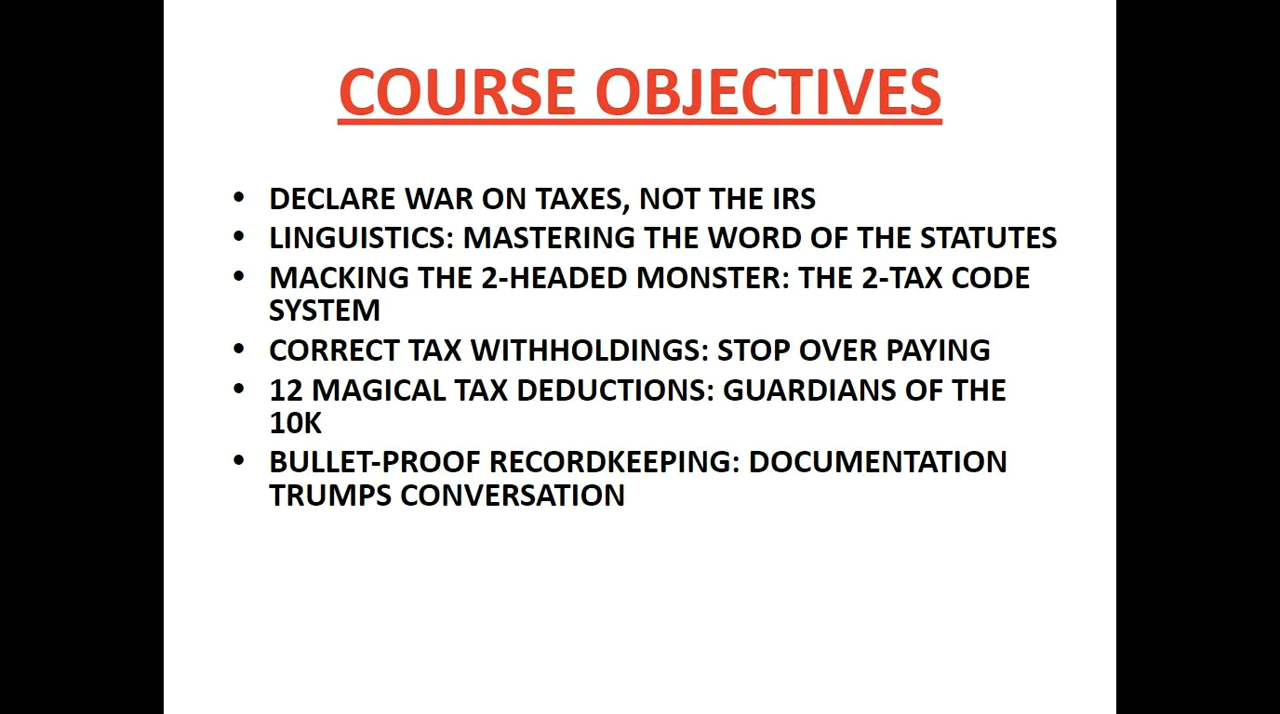 COURSE OBJECTIVES
• DECLARE WAR ON TAXES, NOT THE IRS
• LINGUISTICS: MASTERING THE WORD OF THE STATUTES
• MACKING THE 2-HEADED MONSTER: THE 2-TAX CODE
SYSTEM
• CORRECT TAX WITHHOLDINGS: STOP OVER PAYING
• 12 MAGICAL TAX DEDUCTIONS: GUARDIANS OF THE
10K
• BULLET-PROOF RECORDKEEPING: DOCUMENTATION
TRUMPS CONVERSATION